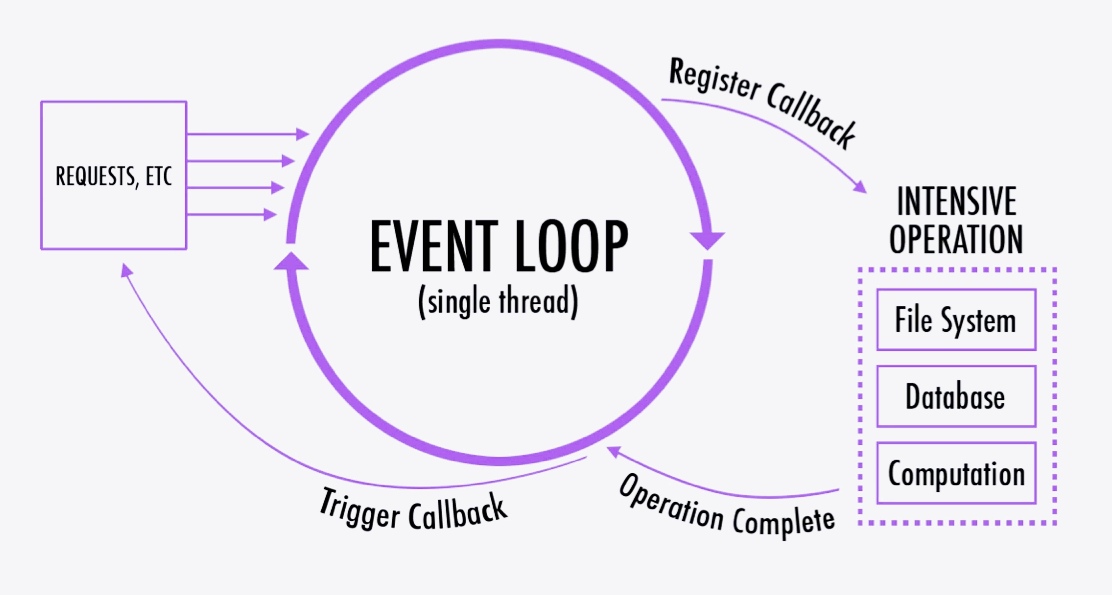 Register Callback
REQUESTS, ETC
INTENSIVE
OPERATION
EVENT LOOP
(single thread)
File System
Database
Computation
Trigger Callback
Operation Complete